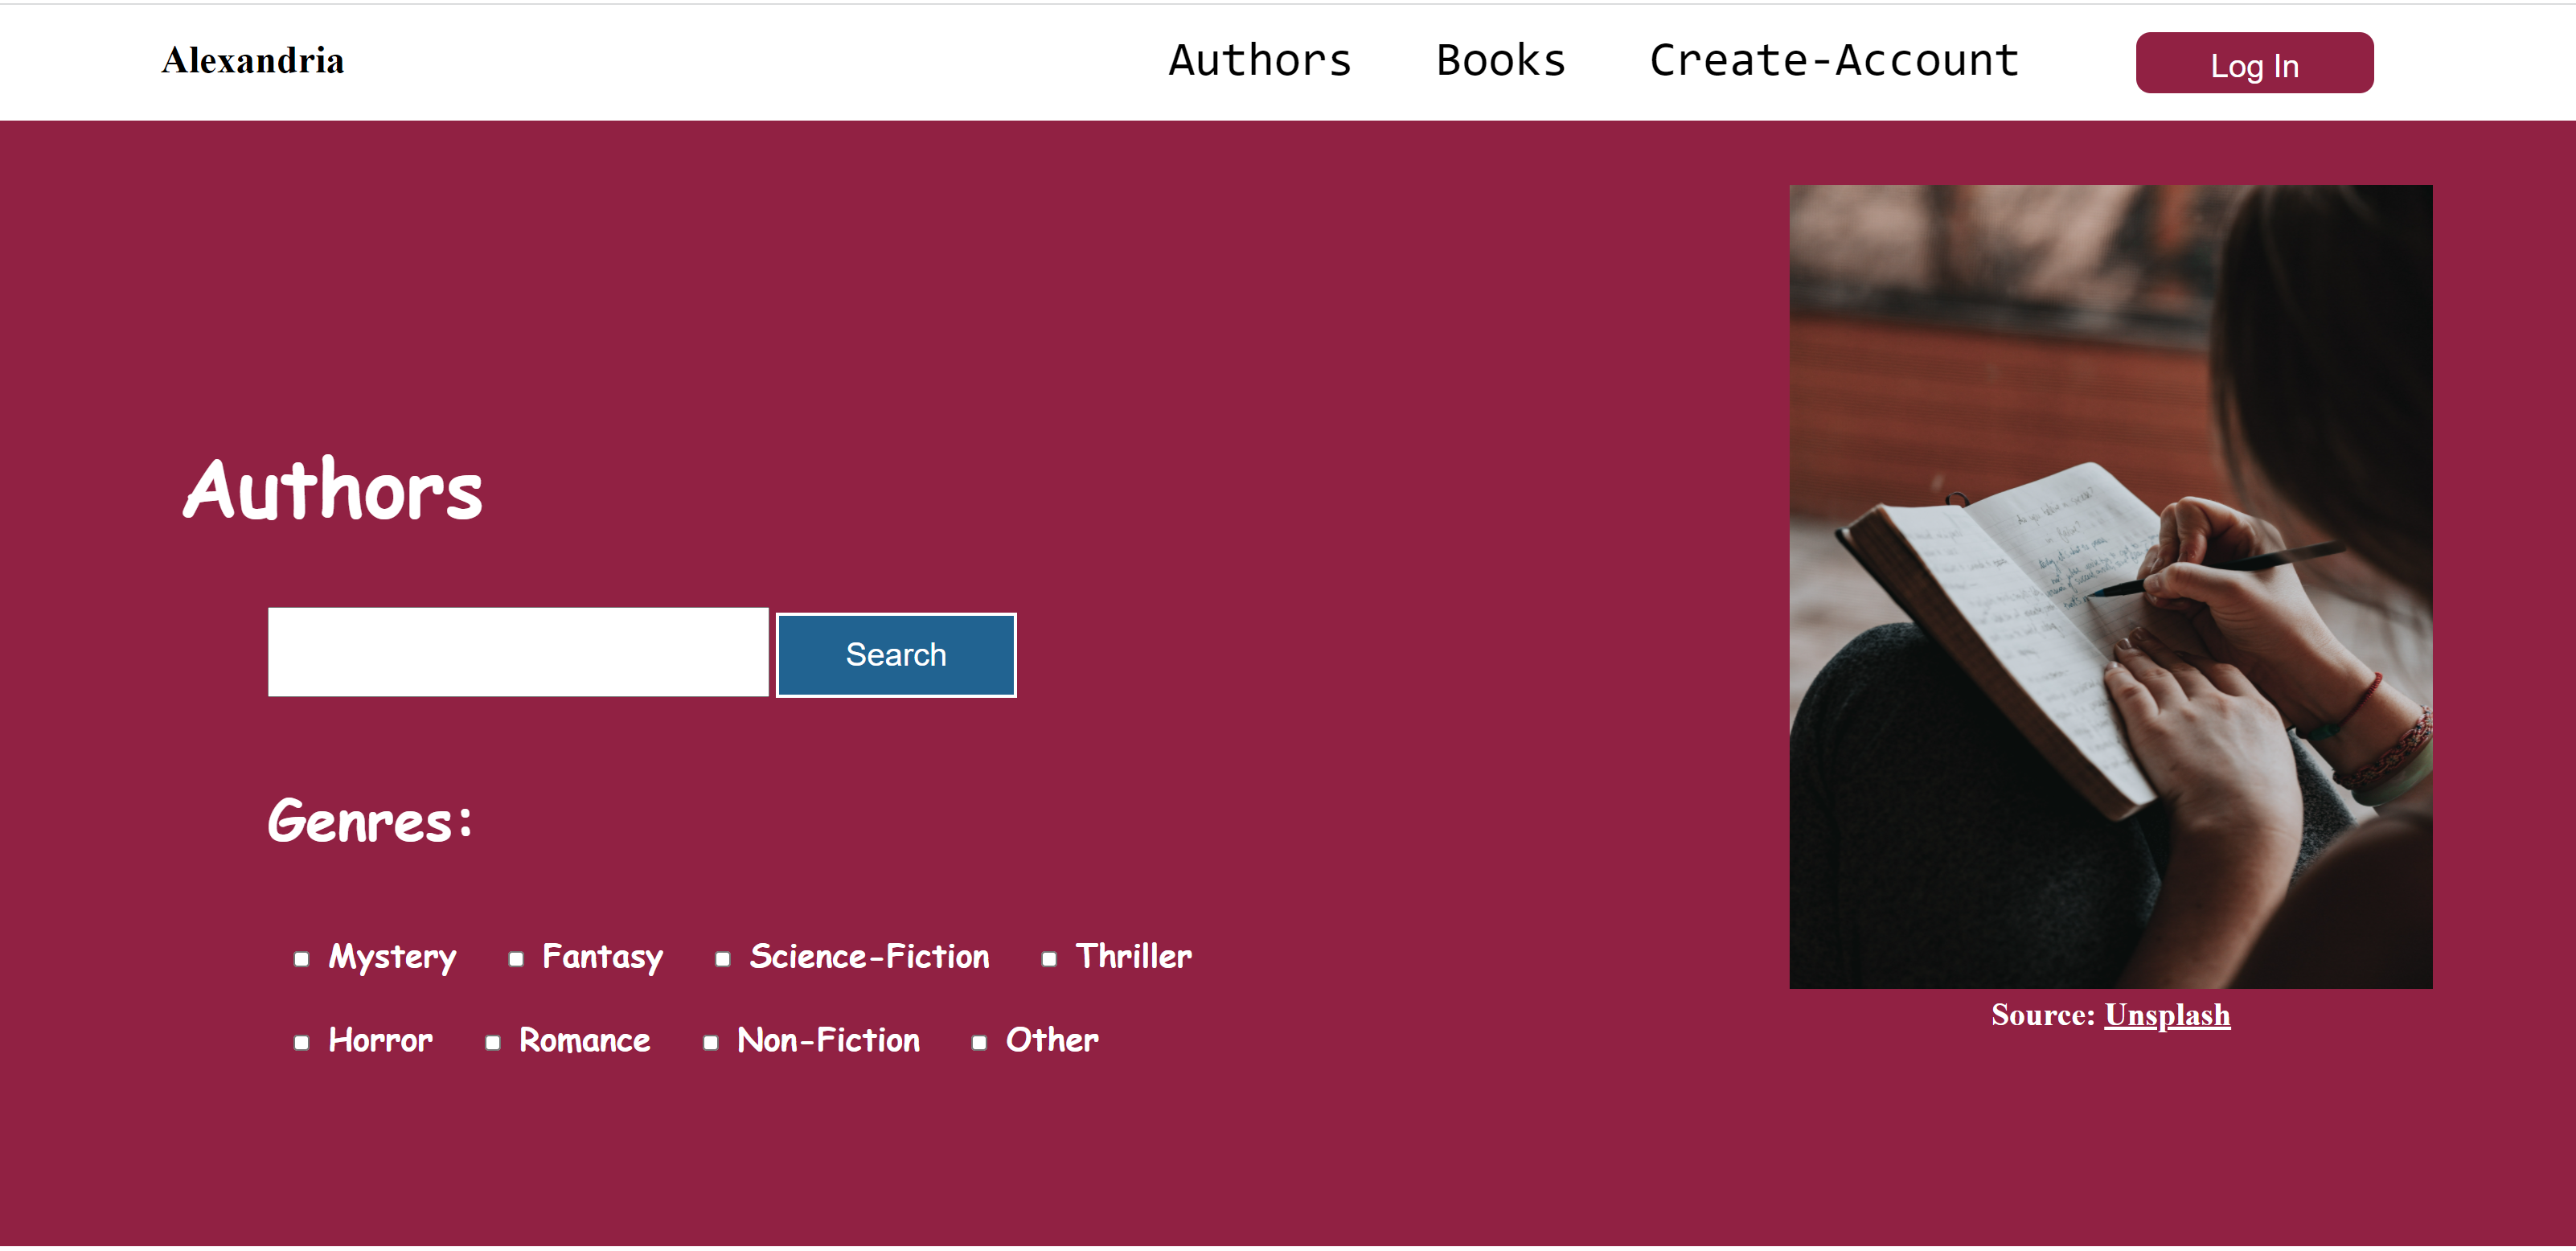 Alexandria Authors Books Create-Account Log In
Authors
Search
Genres:
Mystery Fantasy Science-Fiction Thriller
Horror Romance Non-Fiction Other
Source: Unsplash